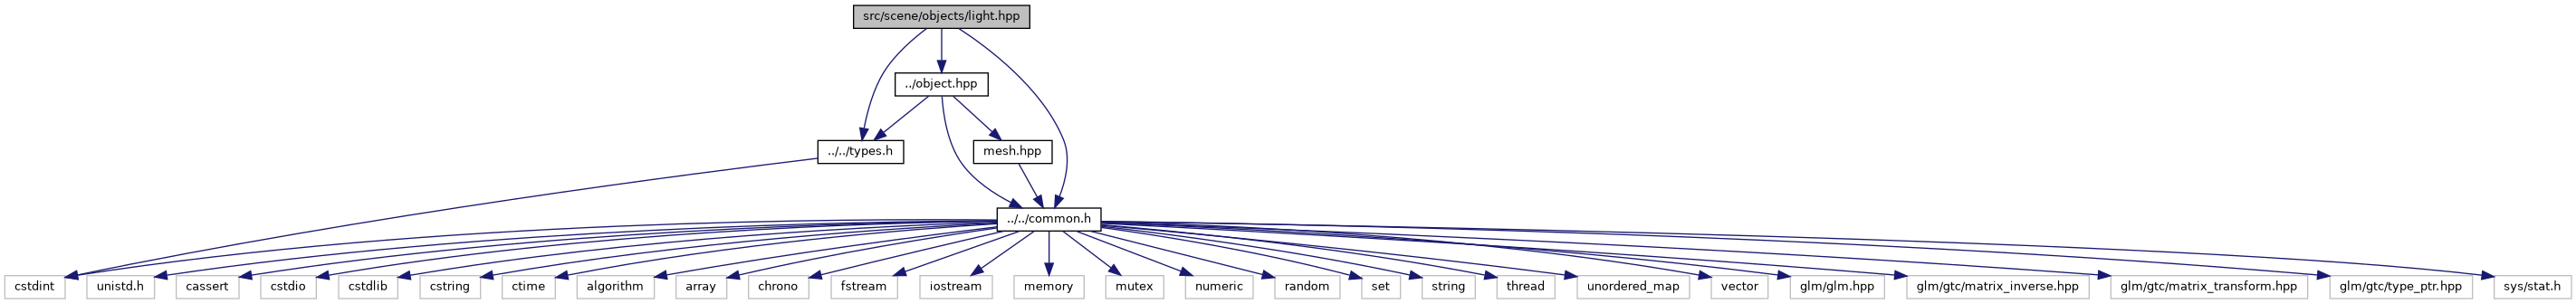 src/scene/objects/light.hpp
../object.hpp
../../types.h
mesh.hpp
../../common.h
cstdint
unistd.h
cassert
cstdio
cstdlib
cstring
ctime
algorithm
array
chrono
fstream
iostream
memory
mutex
numeric
random
set
string
thread
unordered_map
vector
glm/glm.hpp
glm/gtc/matrix_inverse.hpp
glm/gtc/matrix_transform.hpp
glm/gtc/type_ptr.hpp
sys/stat.h